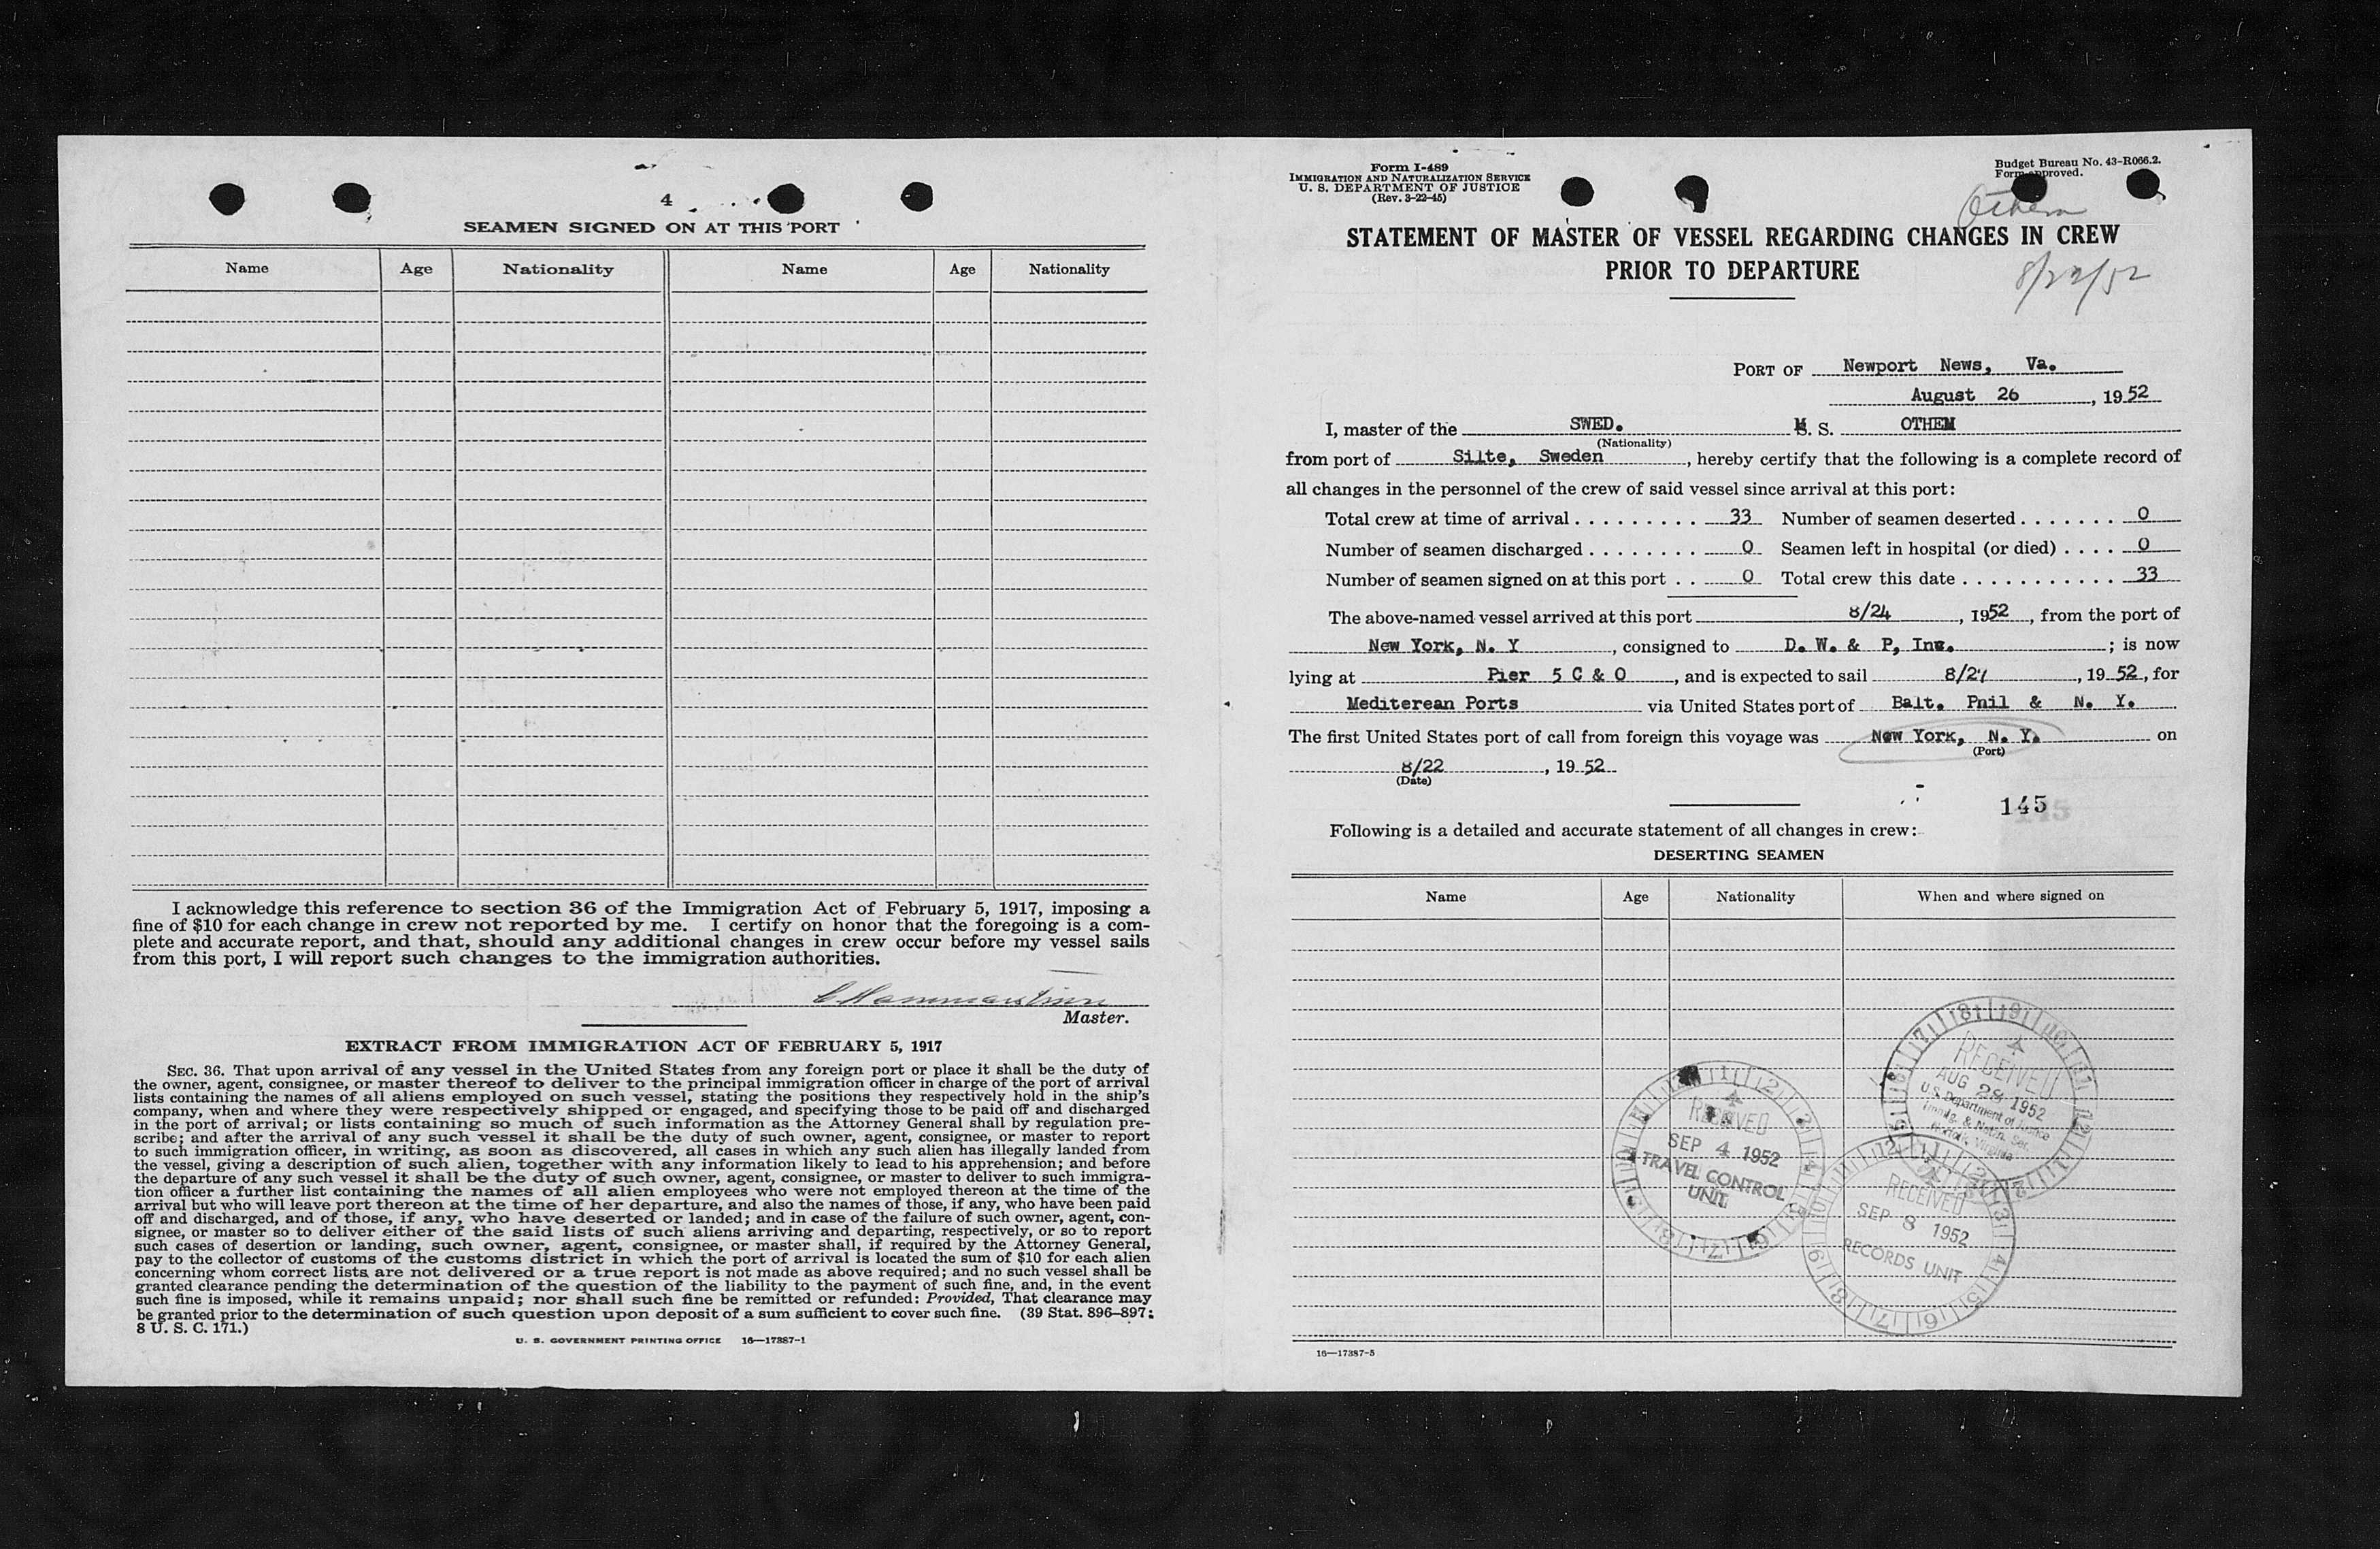 4
SEAMEN SIGNED ON AT THIS PORT
Name Age Nationality Name Age Nationality
I acknowledge this reference to section 36 of the Immigration Act of February 5, 1917, imposing a
fine of $10 for each change in crew not reported by me. I certify on honor that the foregoing is a com-
plete and accurate report, and that, should any additional changes in crew occur before my vessel sails
from this port, I will report such changes to the immigration authorities.
Master.
EXTRACT FROM IMMIGRATION ACT OF FEBRUARY 5, 1917
SEC. 36. That upon arrival of any vessel in the United States from any foreign port or place it shall be the duty of
the owner, agent, consignee, or master thereof to deliver to the principal immigration officer in charge of the port of arrival
lists containing the names of all aliens employed on such vessel, stating the positions they respectively hold in the ship's
company, when and where they were respectively shipped or engaged, and specifying those to be paid off and discharged
in the port of arrival; or lists containing so much of such information as the Attorney General shall by regulation pre-
scribe; and after the arrival of any such vessel it shall be the duty of such owner, agent, consignee, or master to report
to such immigration officer, in writing, as soon as discovered, all cases in which any such alien has illegally landed from
the vessel, giving a description of such alien, together with any information likely to lead to his apprehension; and before
the departure of any such vessel it shall be the duty of such owner, agent, consignee, or master to deliver to such immigra-
tion officer a further list containing the names of all alien employees who were not employed thereon at the time of the
arrival but who will leave port thereon at the time of her departure, and also the names of those, if any, who have been paid
off and discharged, and of those, if any, who have deserted or landed; and in case of the failure of such owner, agent, con-
signee, or master so to deliver either of the said lists of such aliens arriving and departing, respectively, or so to report
such cases of desertion or landing, such owner, agent, consignee, or master shall, if required by the Attorney General,
pay to the collector of customs of the customs district in which the port of arrival is located the sum of $10 for each alien
concerning whom correct lists are not delivered or a true report is not made as above required; and no such vessel shall be
granted clearance pending the determination of the question of the liability to the payment of such fine, and, in the event
such fine is imposed, while it remains unpaid; nor shall such fine be remitted or refunded: Provided, That clearance may
be granted prior to the determination of such question upon deposit of a sum sufficient to cover such fine. (39 Stat. 896–897;
8 U. S. C. 171.)
U. S. GOVERNMENT PRINTING OFFICE 16—17387-1
Form I-489
IMMIGRATION AND NATURALIZATION SERVICE
U. S. DEPARTMENT OF JUSTICE
(Rev. 3-22-45)
Budget Bureau No. 43-R066.2.
Form approved.
Othem
STATEMENT OF MASTER OF VESSEL REGARDING CHANGES IN CREW
PRIOR TO DEPARTURE
8/22/52
PORT OF Newport News, Va.
August 26, 1952
I, master of the SWED. M. S. OTHEM
(Nationality)
from port of Silte, Sweden, hereby certify that the following is a complete record of
all changes in the personnel of the crew of said vessel since arrival at this port:
Total crew at time of arrival . . . . . . . . . 33 Number of seamen deserted . . . . . . . 0
Number of seamen discharged . . . . . . . . 0 Seamen left in hospital (or died) . . . . 0
Number of seamen signed on at this port . . 0 Total crew this date . . . . . . . . . . . 33
The above-named vessel arrived at this port 8/24, 1952, from the port of
New York, N. Y, consigned to D. W. & P, Inc.; is now
lying at Pier 5 C & O, and is expected to sail 8/27, 1952, for
Mediterean Ports via United States port of Balt. Phil & N. Y.
The first United States port of call from foreign this voyage was New York, N. Y. on
(Port)
8/22, 1952
(Date)
145
Following is a detailed and accurate statement of all changes in crew:
DESERTING SEAMEN
Name Age Nationality When and where signed on
RECEIVED
AUG 28 1952
U.S. Department of Justice
Immig. & Natzn. Ser.
Norfolk, Virginia
RECEIVED
SEP 4 1952
TRAVEL CONTROL
UNIT
RECEIVED
SEP 8 1952
RECORDS UNIT
16—17387-5